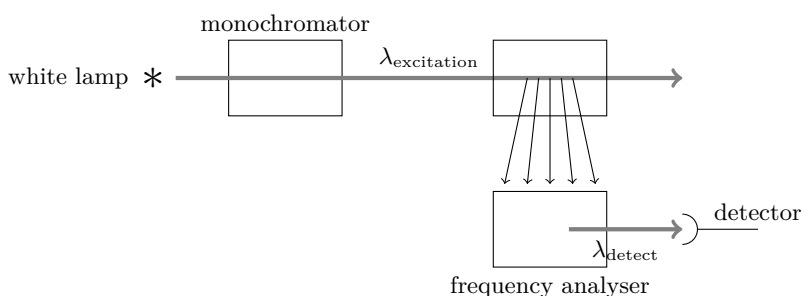 monochromator
white lamp
λexcitation
detector
λdetect
frequency analyser